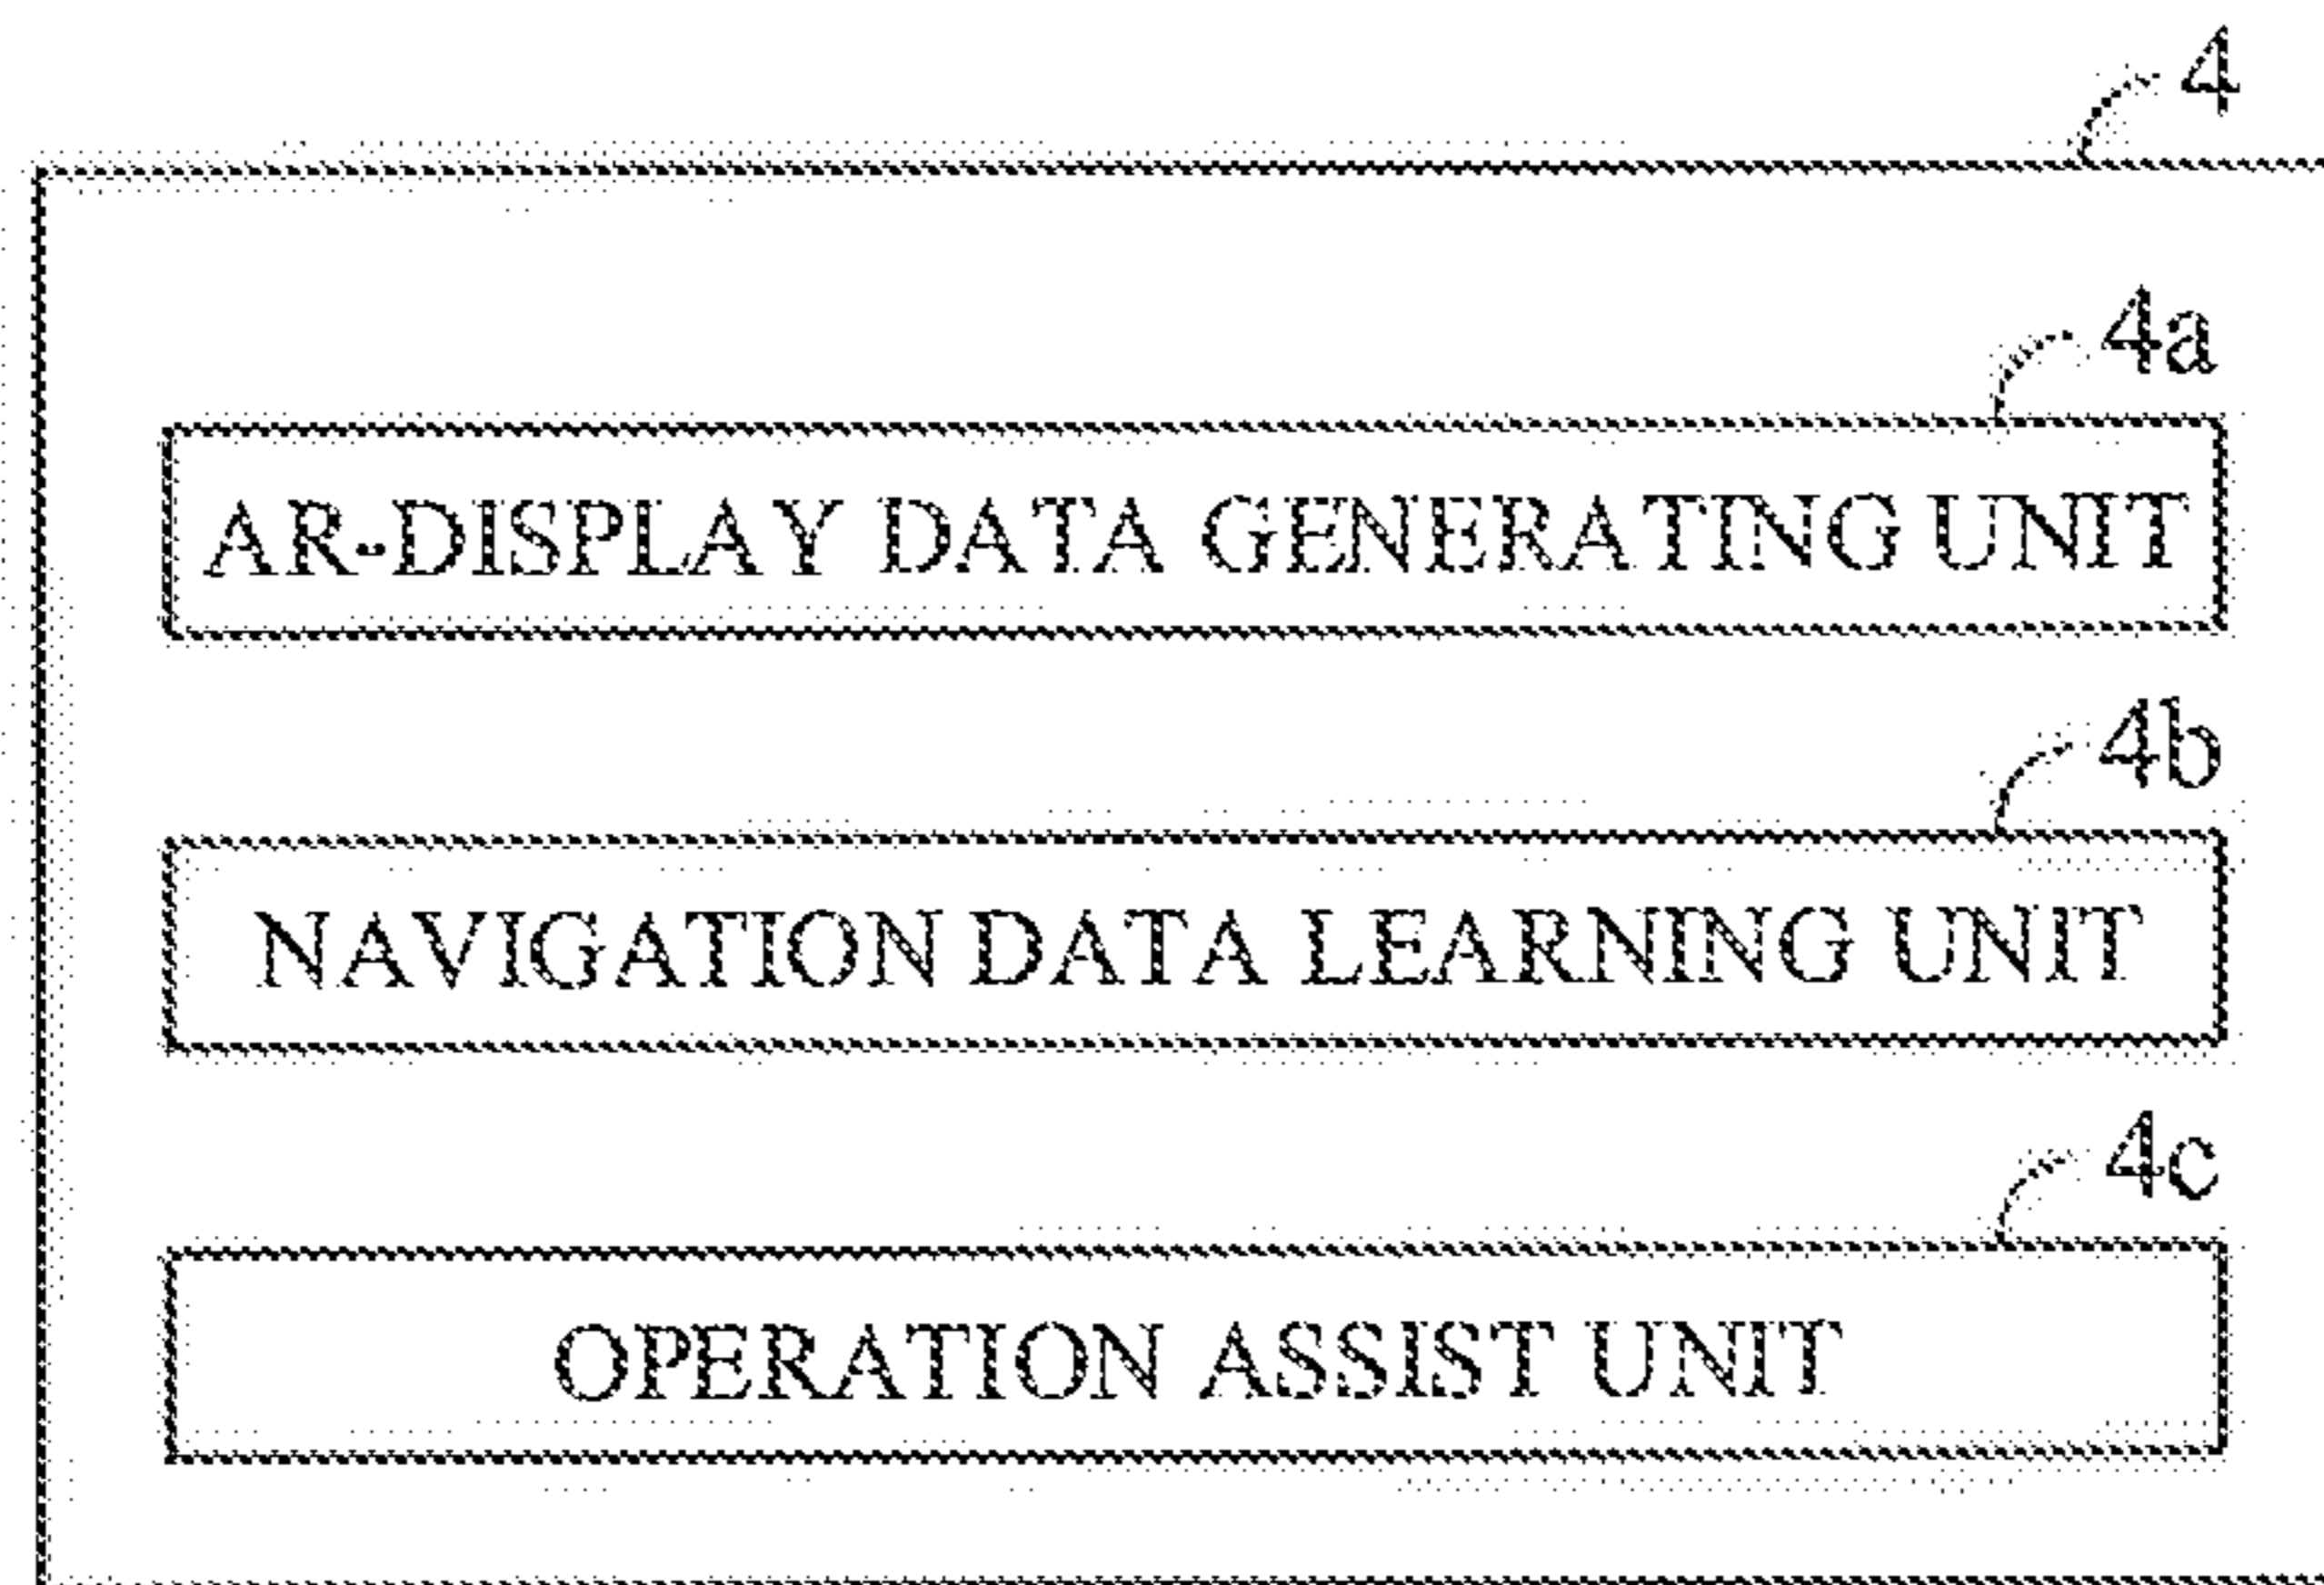 4
4a
AR-DISPLAY DATA GENERATING UNIT
4b
NAVIGATION DATA LEARNING UNIT
4c
OPERATION ASSIST UNIT